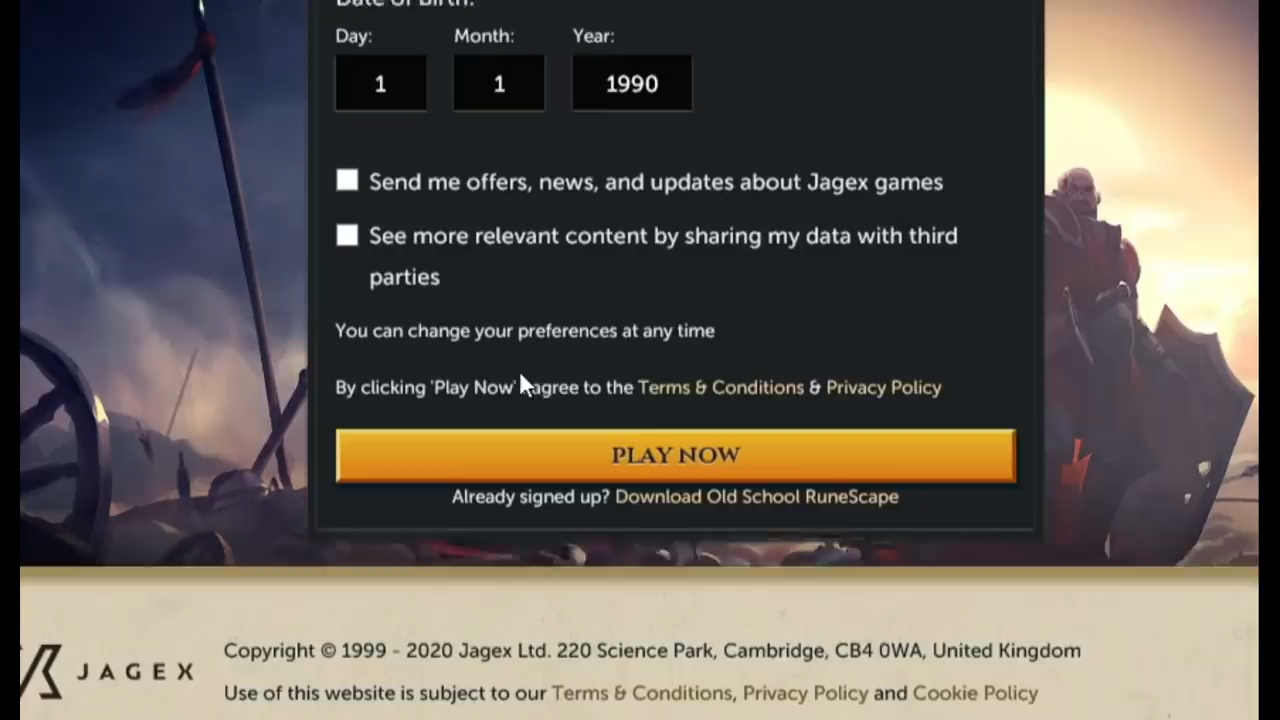 Date of Birth:
Day: Month: Year:
1 1 1990
Send me offers, news, and updates about Jagex games
See more relevant content by sharing my data with third
parties
You can change your preferences at any time
By clicking 'Play Now' I agree to the Terms & Conditions & Privacy Policy
PLAY NOW
Already signed up? Download Old School RuneScape
JAGEX
Copyright © 1999 - 2020 Jagex Ltd. 220 Science Park, Cambridge, CB4 0WA, United Kingdom
Use of this website is subject to our Terms & Conditions, Privacy Policy and Cookie Policy